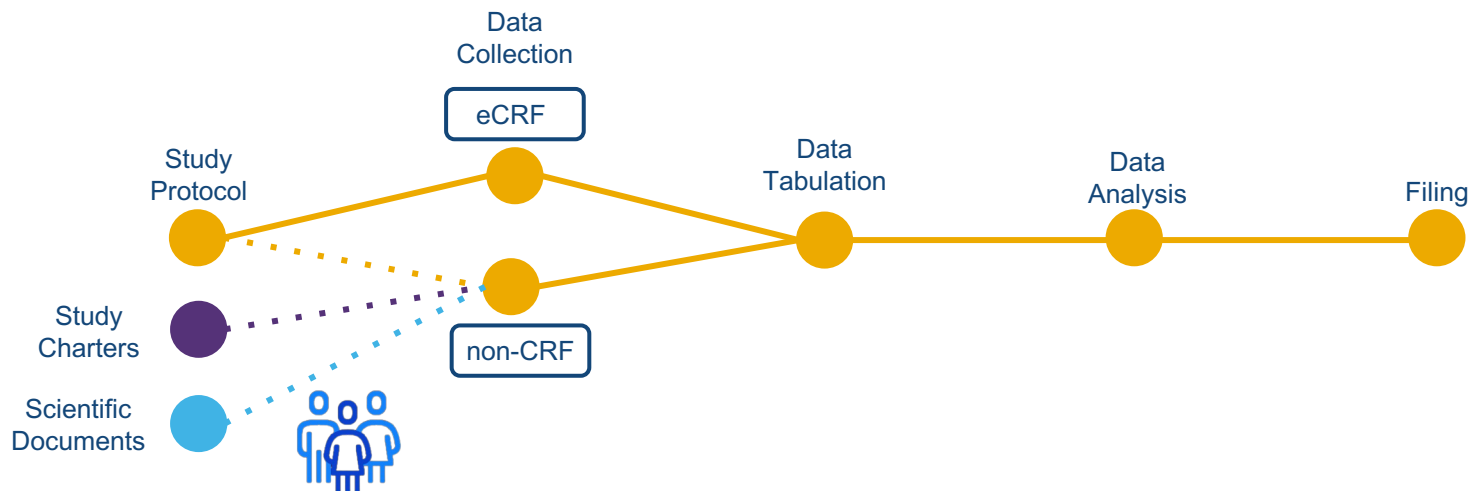 Data
Collection
eCRF
Study
Protocol
Data
Tabulation
Data
Analysis
Filing
Study
Charters
non-CRF
Scientific
Documents